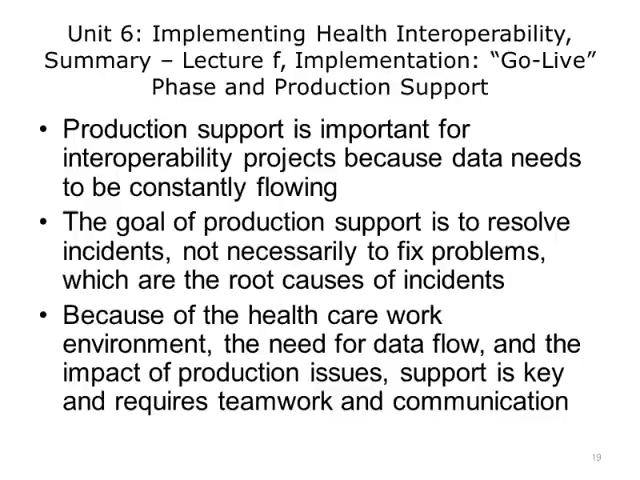 Unit 6: Implementing Health Interoperability,
Summary – Lecture f, Implementation: “Go-Live”
Phase and Production Support
• Production support is important for
interoperability projects because data needs
to be constantly flowing
• The goal of production support is to resolve
incidents, not necessarily to fix problems,
which are the root causes of incidents
• Because of the health care work
environment, the need for data flow, and the
impact of production issues, support is key
and requires teamwork and communication
19